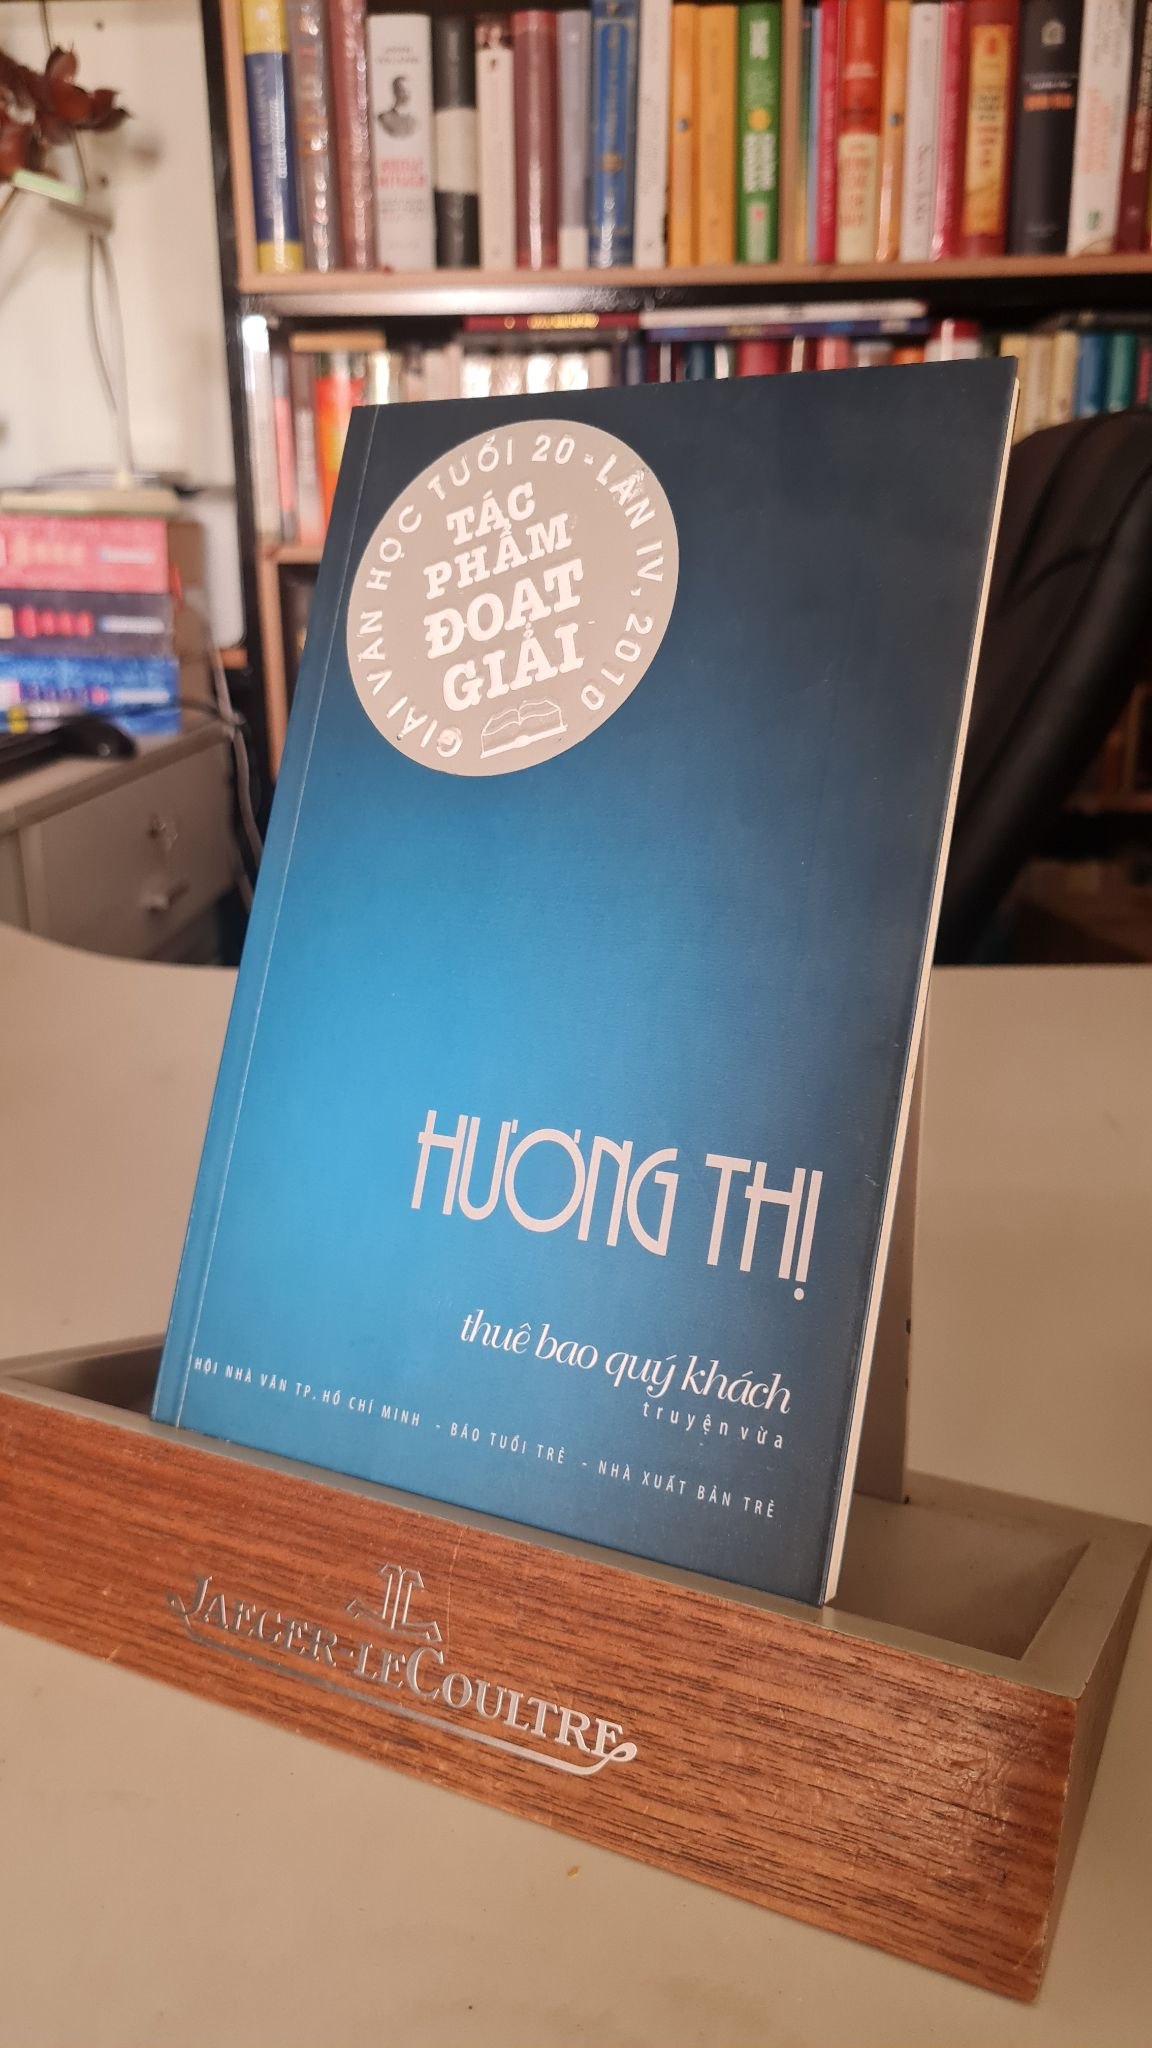 GIẢI VĂN HỌC TUỔI 20 - LẦN IV, 2010
TÁC
PHẨM
ĐOẠT
GIẢI
HƯƠNG THỊ
thuê bao quý khách
truyện vừa
HỘI NHÀ VĂN TP. HỒ CHÍ MINH - BÁO TUỔI TRẺ - NHÀ XUẤT BẢN TRẺ
JL
JAEGER-LECOULTRE